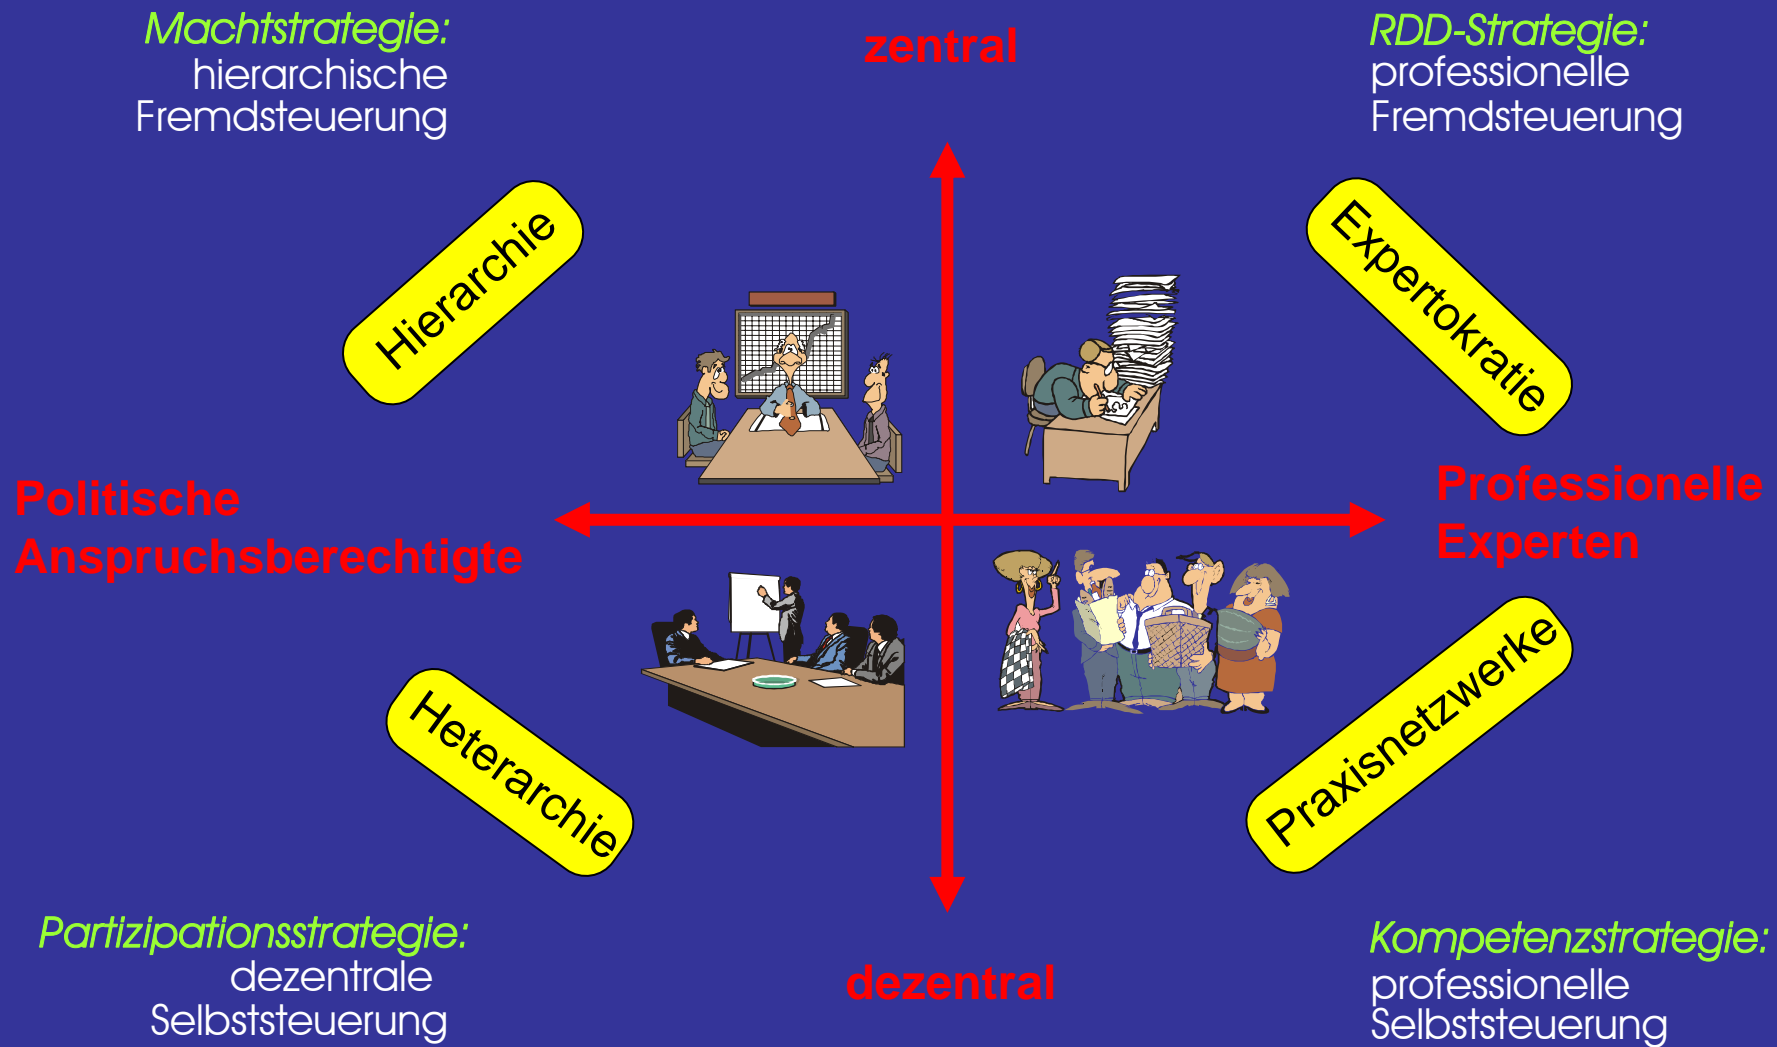 Machtstrategie:
hierarchische
Fremdsteuerung
zentral
RDD-Strategie:
professionelle
Fremdsteuerung
Hierarchie
Expertokratie
Politische
Anspruchsberechtigte
Professionelle
Experten
Heterarchie
Praxisnetzwerke
Partizipationsstrategie:
dezentrale
Selbststeuerung
dezentral
Kompetenzstrategie:
professionelle
Selbststeuerung